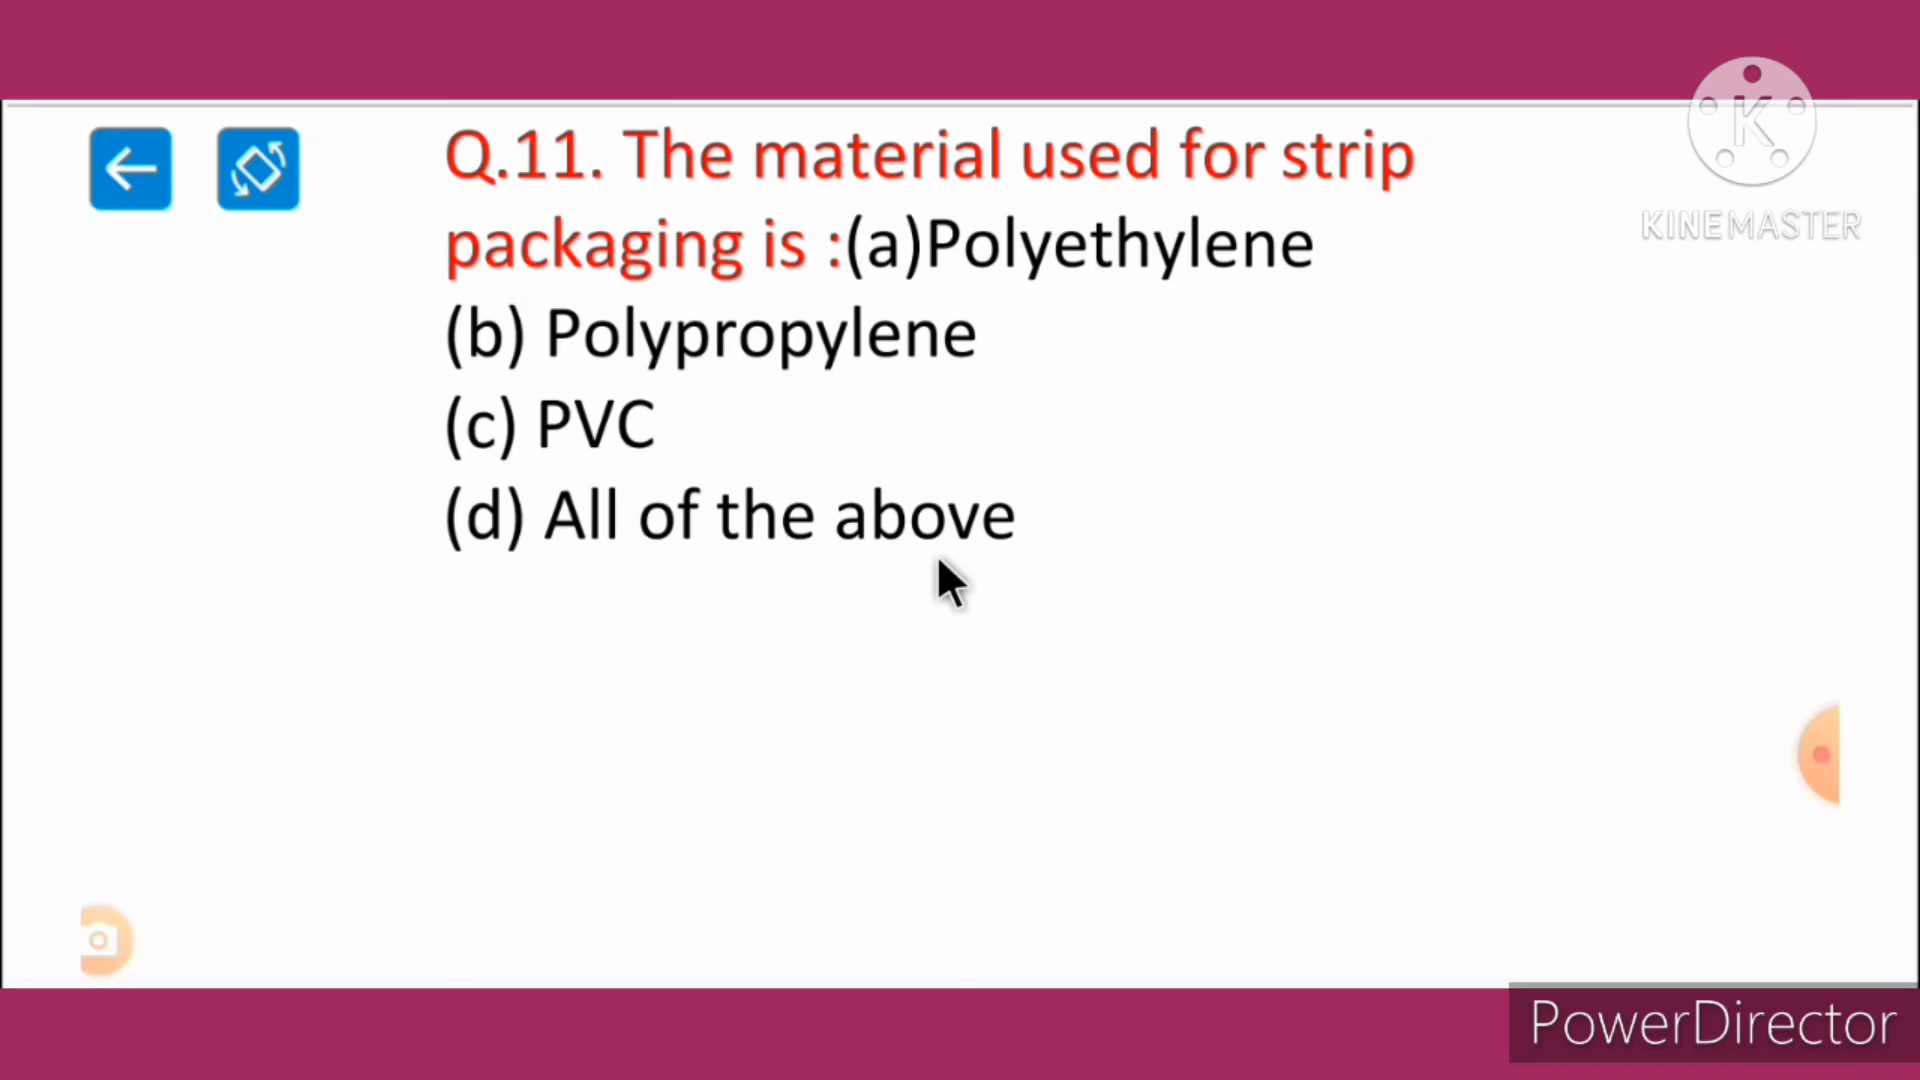 Q.11. The material used for strip
packaging is :(a)Polyethylene
(b) Polypropylene
(c) PVC
(d) All of the above
K
KINEMASTER
PowerDirector